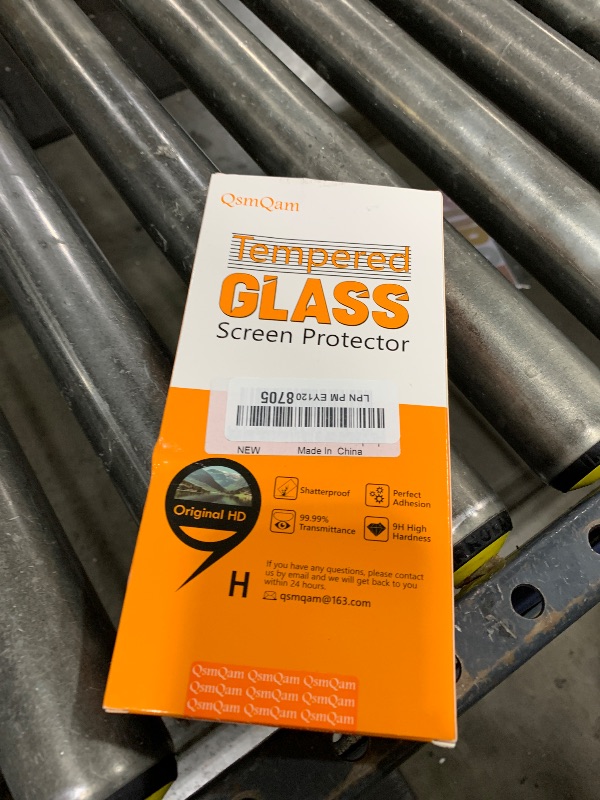 QsmQam
Tempered
GLASS
Screen Protector
LPN PM EY120 8705
NEW Made In China
Original HD
Shatterproof
Perfect
Adhesion
99.99%
Transmittance
9H High
Hardness
H
If you have any questions, please contact
us by email and we will get back to you
within 24 hours.
qsmqam@163.com
QsmQam QsmQam QsmQam
QsmQam QsmQam QsmQam
QsmQam QsmQam QsmQam